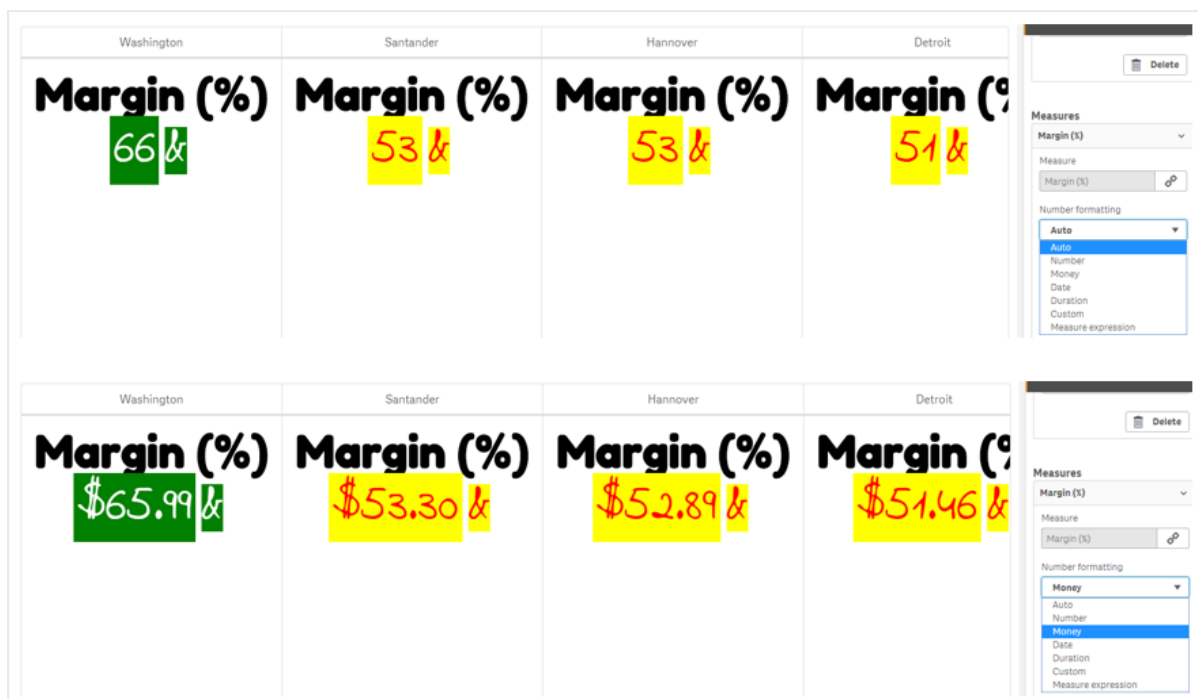 Washington Santander Hannover Detroit
Delete
Margin (%) Margin (%) Margin (%) Margin (%
66 & 53 & 53 & 51 &
Measures
Margin (%)
Measure
Margin (%)
Number formatting
Auto
Auto
Number
Money
Date
Duration
Custom
Measure expression
Washington Santander Hannover Detroit
Delete
Margin (%) Margin (%) Margin (%) Margin (%
$65.99 & $53.30 & $52.89 & $51.46 &
Measures
Margin (%)
Measure
Margin (%)
Number formatting
Money
Auto
Number
Money
Date
Duration
Custom
Measure expression